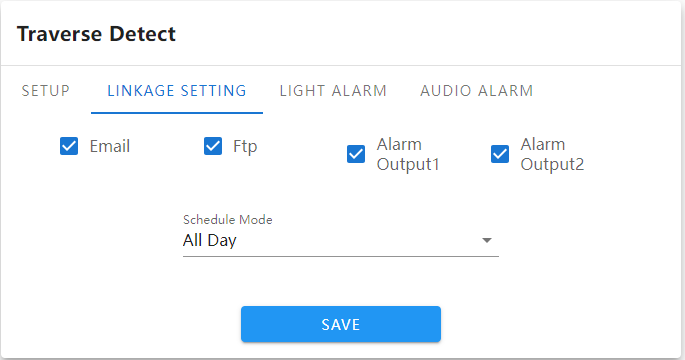 Traverse Detect
SETUP LINKAGE SETTING LIGHT ALARM AUDIO ALARM
Email Ftp Alarm Output1 Alarm Output2
Schedule Mode
All Day
SAVE